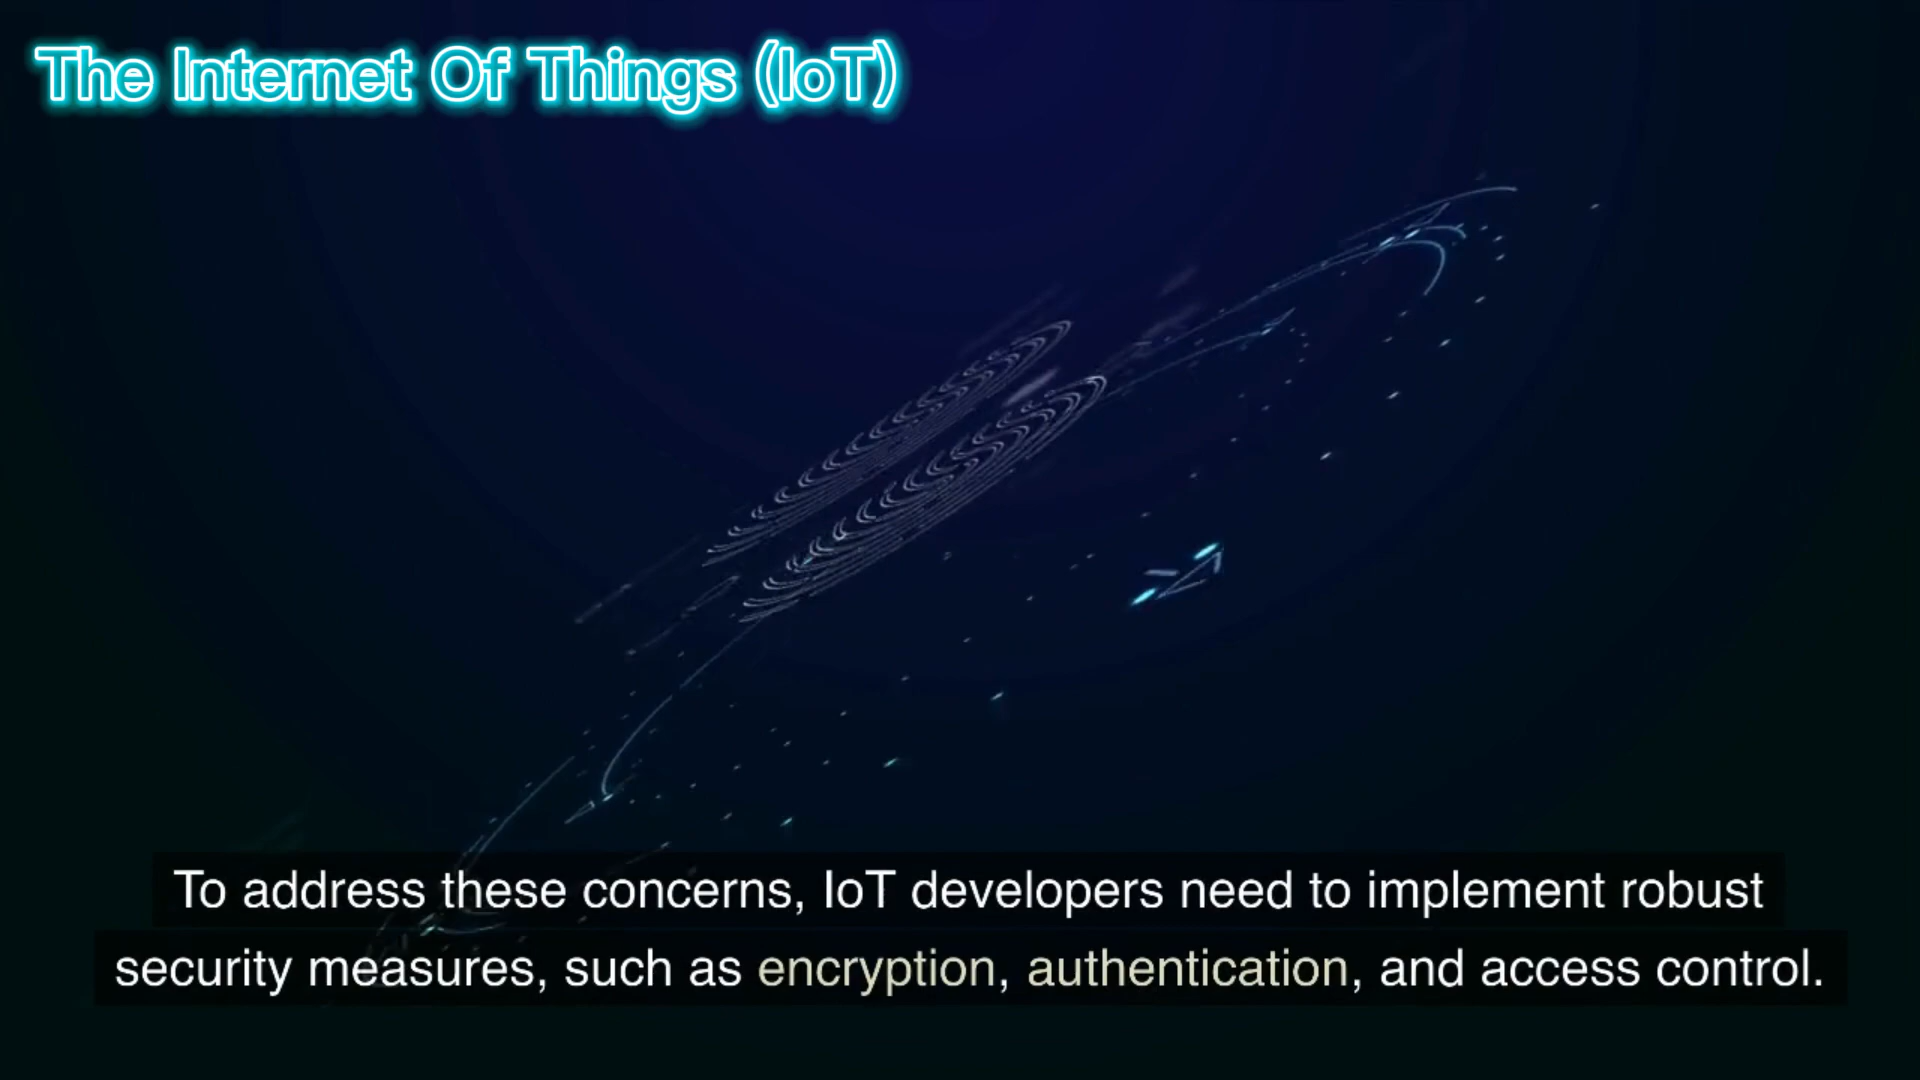 The Internet Of Things (IoT)
To address these concerns, IoT developers need to implement robust
security measures, such as encryption, authentication, and access control.